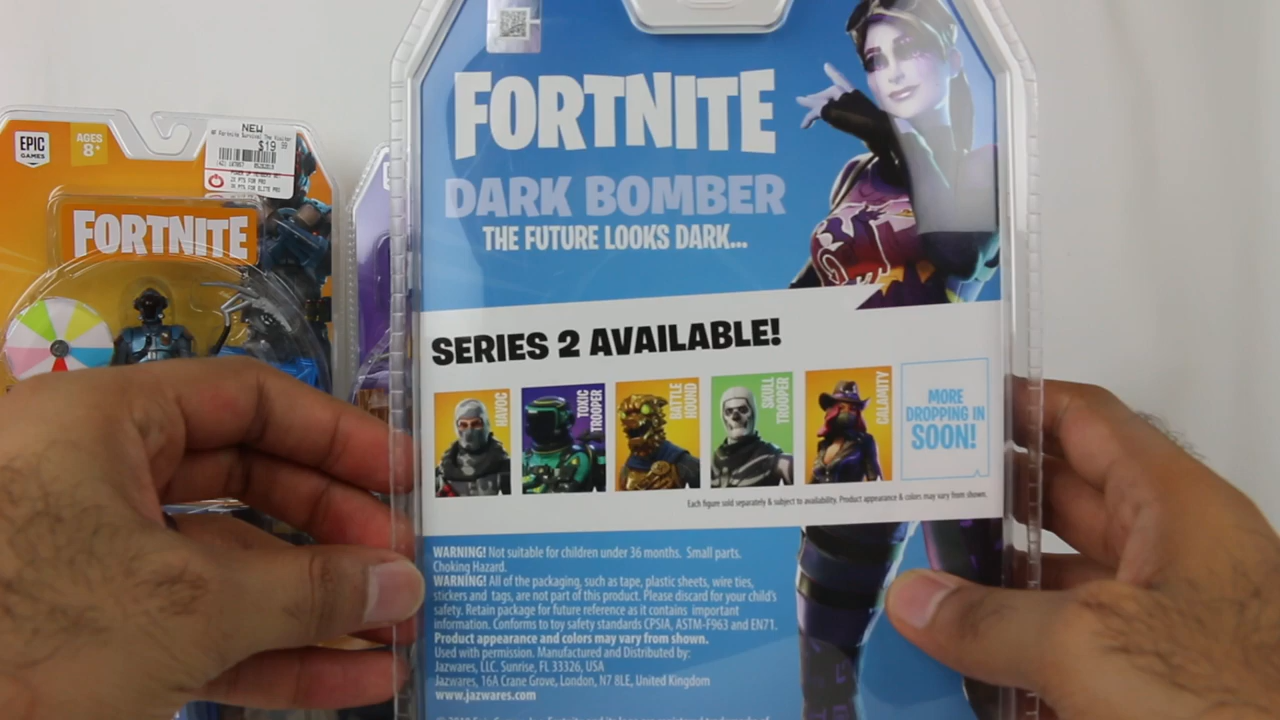 FORTNITE
DARK BOMBER
THE FUTURE LOOKS DARK...
SERIES 2 AVAILABLE!
HAVOC
TOXIC TROOPER
BATTLE HOUND
SKULL TROOPER
CALAMITY
MORE
DROPPING IN
SOON!
Each figure sold separately & subject to availability. Product appearance & colors may vary from shown.
WARNING! Not suitable for children under 36 months. Small parts.
Choking Hazard.
WARNING! All of the packaging, such as tape, plastic sheets, wire ties,
stickers and tags, are not part of this product. Please discard for your child's
safety. Retain package for future reference as it contains important
information. Conforms to toy safety standards CPSIA, ASTM-F963 and EN71.
Product appearance and colors may vary from shown.
Used with permission. Manufactured and Distributed by:
Jazwares, LLC. Sunrise, FL 33326, USA
Jazwares, 16A Crane Grove, London, N7 8LE, United Kingdom
www.jazwares.com
EPIC
GAMES
AGES
8+
NEW
$19
FORTNITE